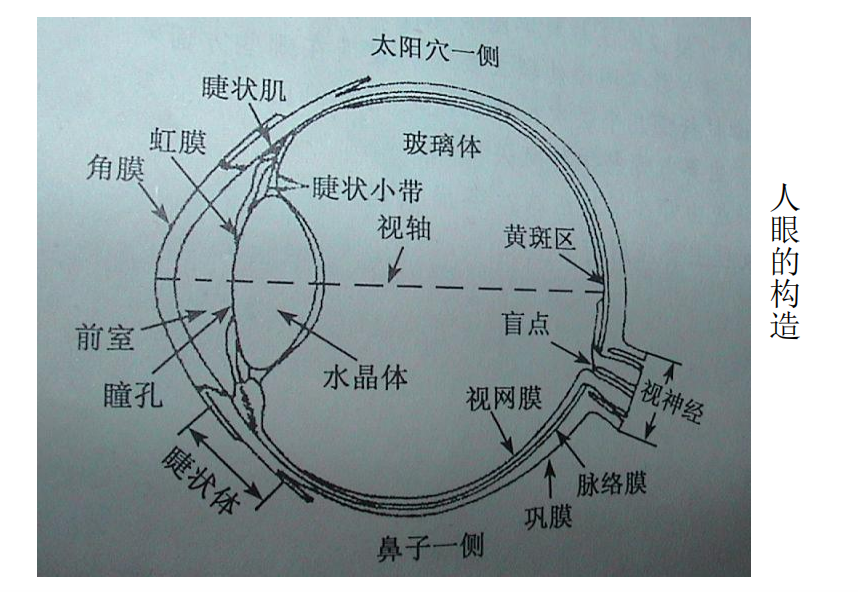 太阳穴一侧
睫状肌
虹膜
角膜
玻璃体
睫状小带
视轴
黄斑区
前室
瞳孔
水晶体
盲点
视网膜
视神经
睫状体
脉络膜
巩膜
鼻子一侧
人眼的构造